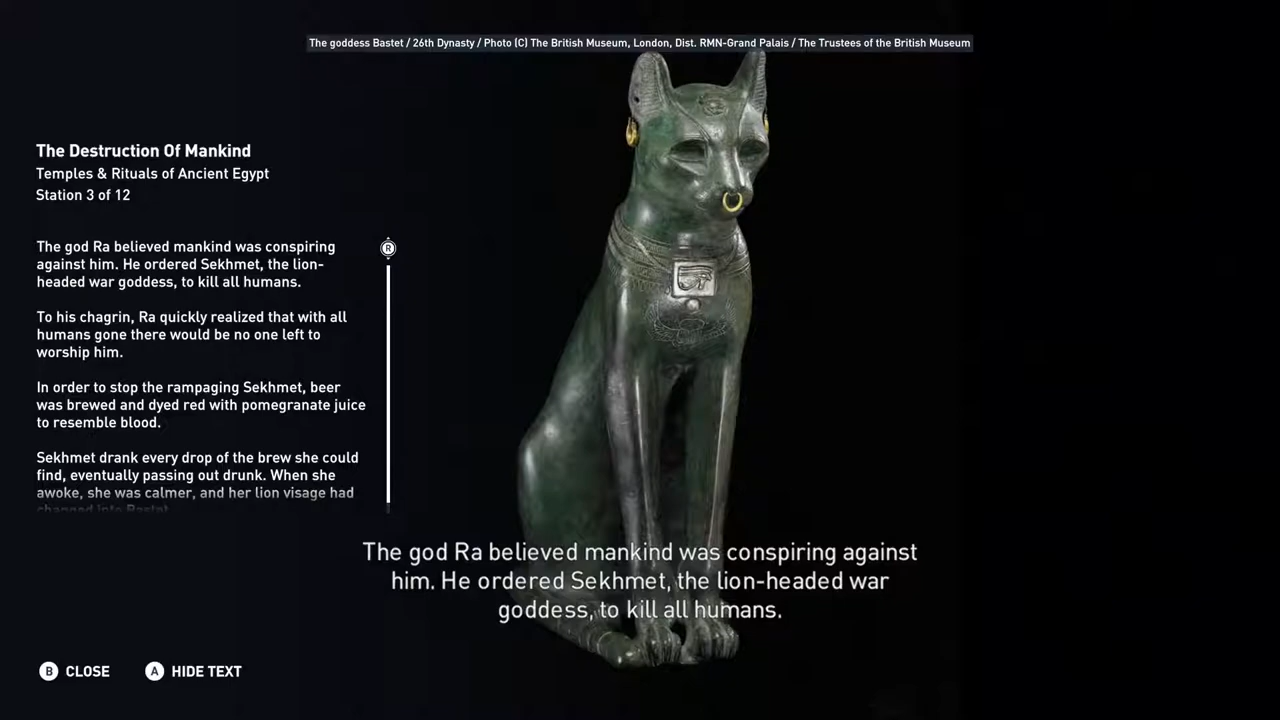 The goddess Bastet / 26th Dynasty / Photo (C) The British Museum, London, Dist. RMN-Grand Palais / The Trustees of the British Museum
The Destruction Of Mankind
Temples & Rituals of Ancient Egypt
Station 3 of 12
The god Ra believed mankind was conspiring
against him. He ordered Sekhmet, the lion-
headed war goddess, to kill all humans.
To his chagrin, Ra quickly realized that with all
humans gone there would be no one left to
worship him.
In order to stop the rampaging Sekhmet, beer
was brewed and dyed red with pomegranate juice
to resemble blood.
Sekhmet drank every drop of the brew she could
find, eventually passing out drunk. When she
awoke, she was calmer, and her lion visage had
changed into Bastet
R
The god Ra believed mankind was conspiring against
him. He ordered Sekhmet, the lion-headed war
goddess, to kill all humans.
B CLOSE
A HIDE TEXT